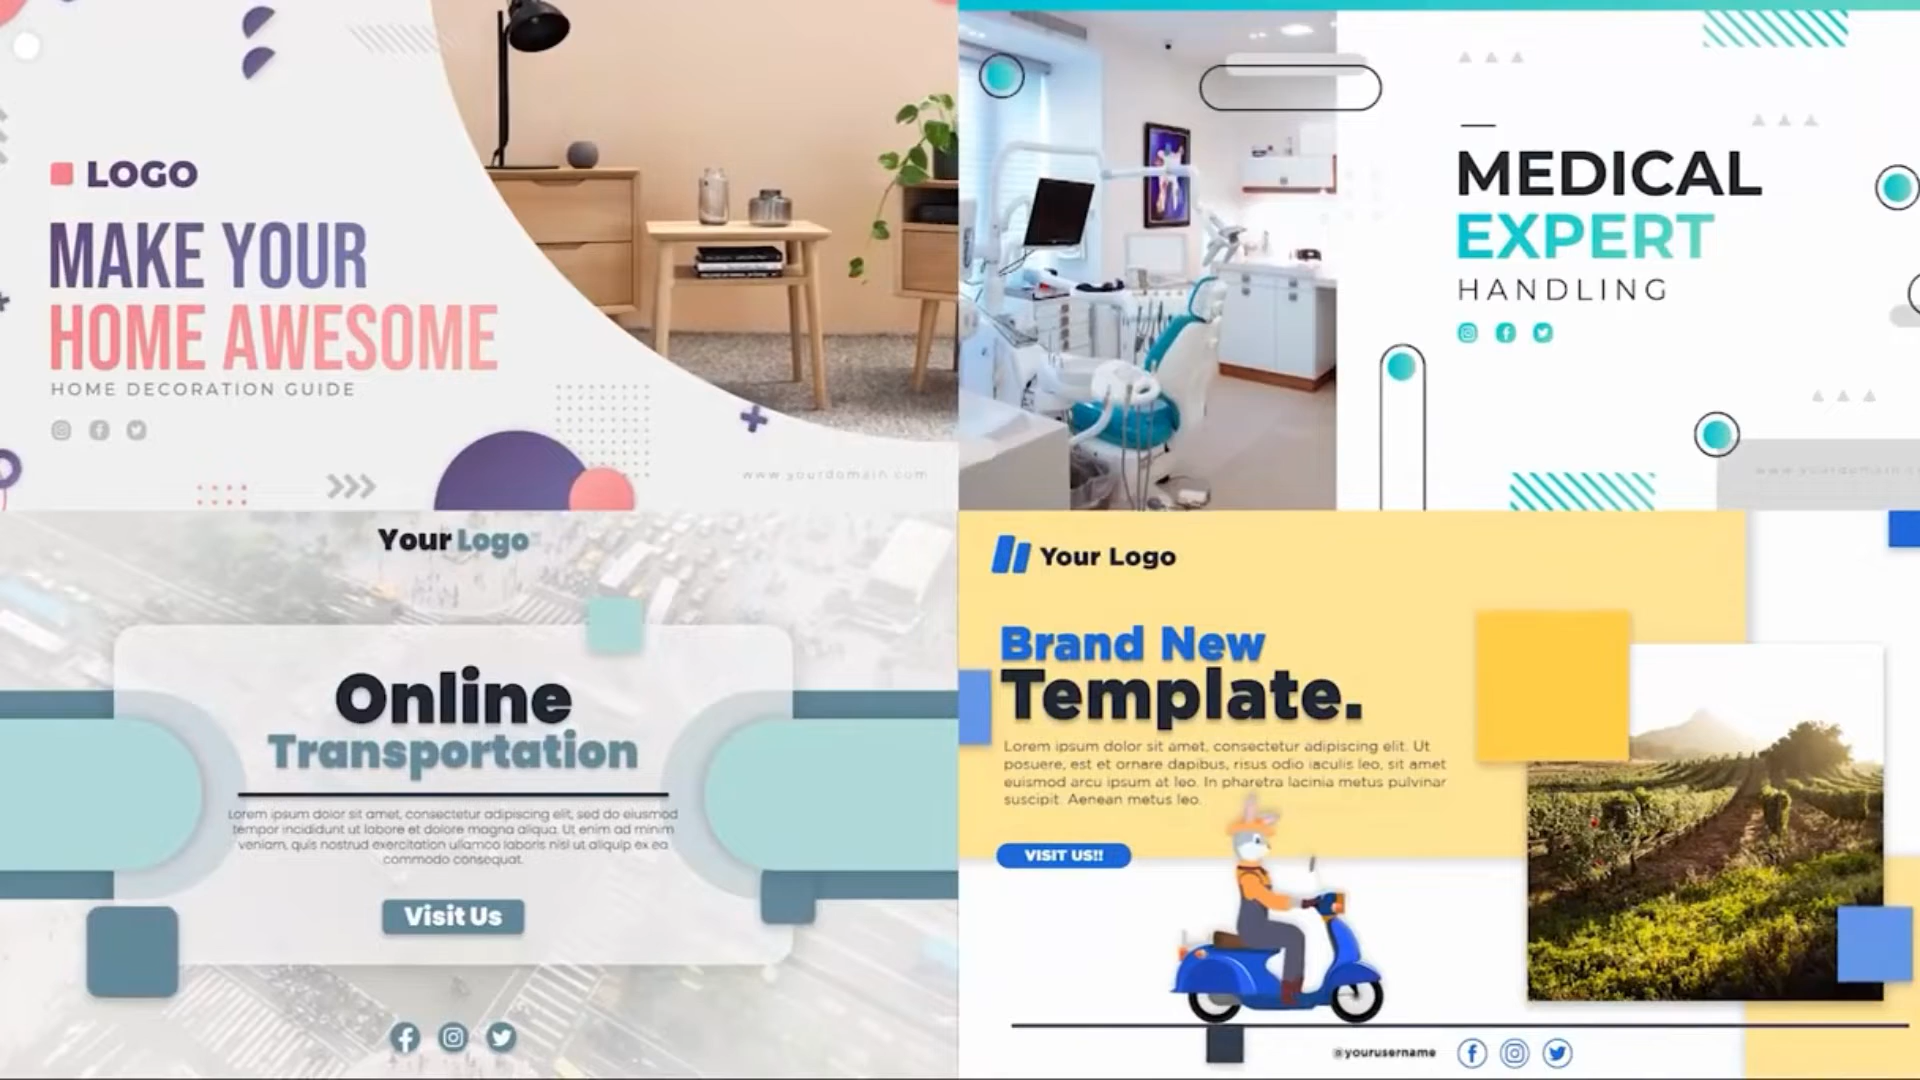 LOGO
MAKE YOUR
HOME AWESOME
HOME DECORATION GUIDE
www.yourdomain.com
MEDICAL
EXPERT
HANDLING
Your Logo
Online
Transportation
Lorem ipsum dolor sit amet, consectetur adipiscing elit, sed do eiusmod
tempor incididunt ut labore et dolore magna aliqua. Ut enim ad minim
veniam, quis nostrud exercitation ullamco laboris nisi ut aliquip ex ea
commodo consequat.
Visit Us
Your Logo
Brand New
Template.
Lorem ipsum dolor sit amet, consectetur adipiscing elit. Ut
posuere, est et ornare dapibus, risus odio iaculis leo, sit amet
euismod arcu ipsum at leo. In pharetra lacinia metus pulvinar
suscipit. Aenean metus leo.
VISIT US!!
@yourusername